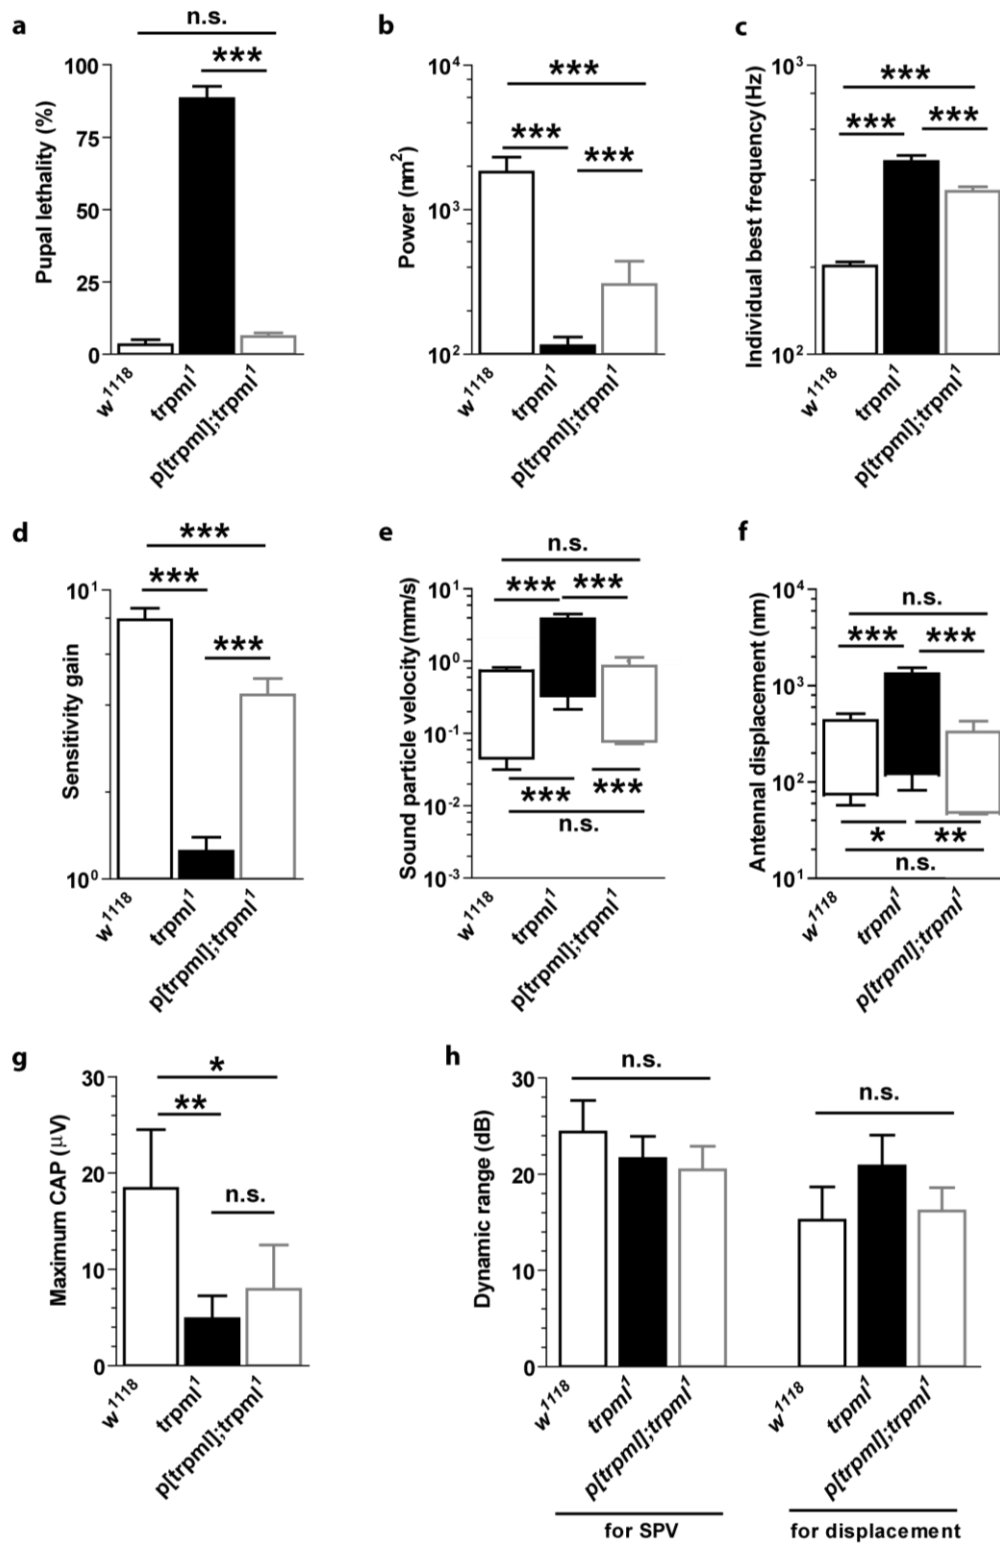 a
n.s.
***
Pupal lethality (%)
100
75
50
25
0
w¹¹¹⁸
trpml¹
p[trpml];trpml¹
b
***
***
***
Power (nm²)
10⁴
10³
10²
w¹¹¹⁸
trpml¹
p[trpml];trpml¹
c
***
***
***
Individual best frequency (Hz)
10³
10²
w¹¹¹⁸
trpml¹
p[trpml];trpml¹
d
***
***
***
Sensitivity gain
10¹
10⁰
w¹¹¹⁸
trpml¹
p[trpml];trpml¹
e
n.s.
***
***
Sound particle velocity (mm/s)
10¹
10⁰
10⁻¹
10⁻²
10⁻³
***
***
n.s.
w¹¹¹⁸
trpml¹
p[trpml];trpml¹
f
n.s.
***
***
Antennal displacement (nm)
10⁴
10³
10²
10¹
*
**
n.s.
w¹¹¹⁸
trpml¹
p[trpml];trpml¹
g
*
**
n.s.
Maximum CAP (μV)
30
20
10
0
w¹¹¹⁸
trpml¹
p[trpml];trpml¹
h
n.s.
n.s.
Dynamic range (dB)
30
20
10
0
w¹¹¹⁸
trpml¹
p[trpml];trpml¹
w¹¹¹⁸
trpml¹
p[trpml];trpml¹
for SPV
for displacement